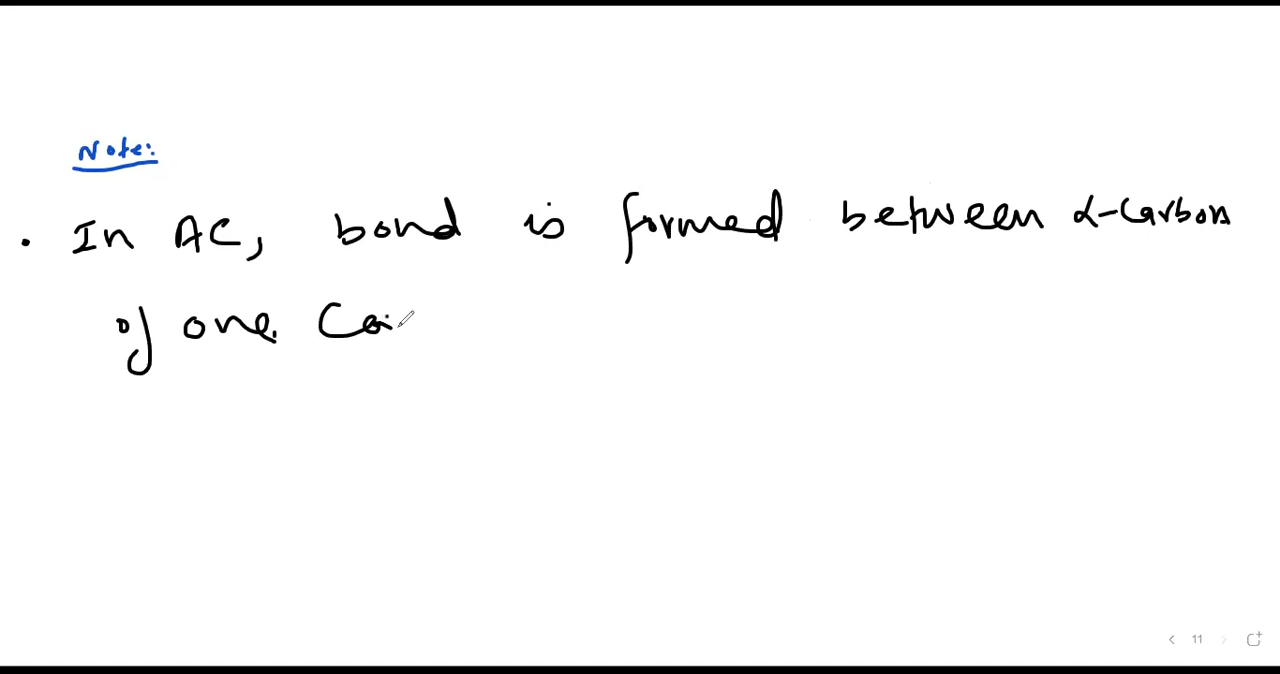 Note:
• In AC, bond is formed between α-Carbon
of one
11